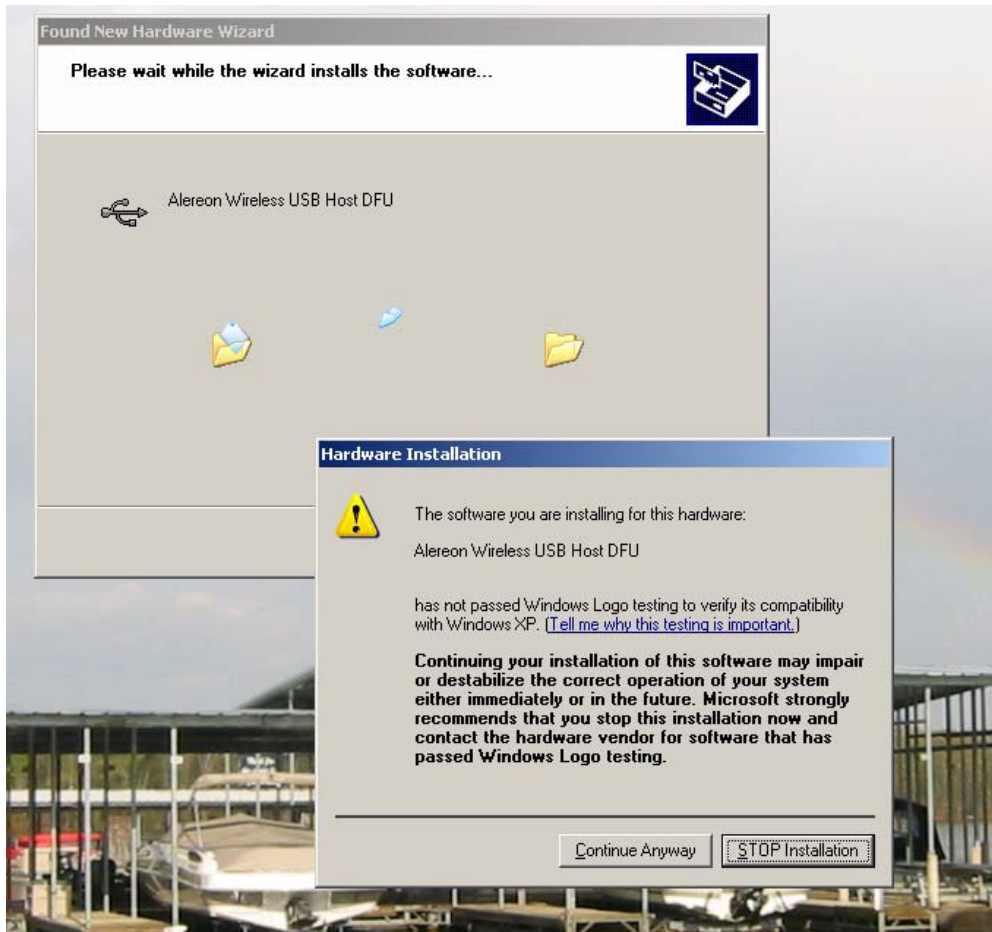 Found New Hardware Wizard
Please wait while the wizard installs the software...
Alereon Wireless USB Host DFU
Hardware Installation
The software you are installing for this hardware:
Alereon Wireless USB Host DFU
has not passed Windows Logo testing to verify its compatibility
with Windows XP. (Tell me why this testing is important.)
Continuing your installation of this software may impair
or destabilize the correct operation of your system
either immediately or in the future. Microsoft strongly
recommends that you stop this installation now and
contact the hardware vendor for software that has
passed Windows Logo testing.
Continue Anyway
STOP Installation